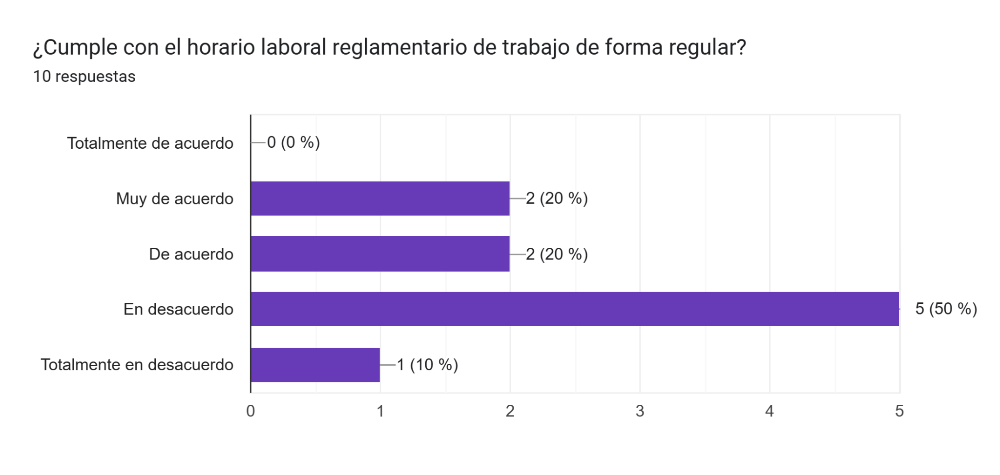 ¿Cumple con el horario laboral reglamentario de trabajo de forma regular?
10 respuestas
Totalmente de acuerdo 0 (0 %)
Muy de acuerdo 2 (20 %)
De acuerdo 2 (20 %)
En desacuerdo 5 (50 %)
Totalmente en desacuerdo 1 (10 %)
0 1 2 3 4 5